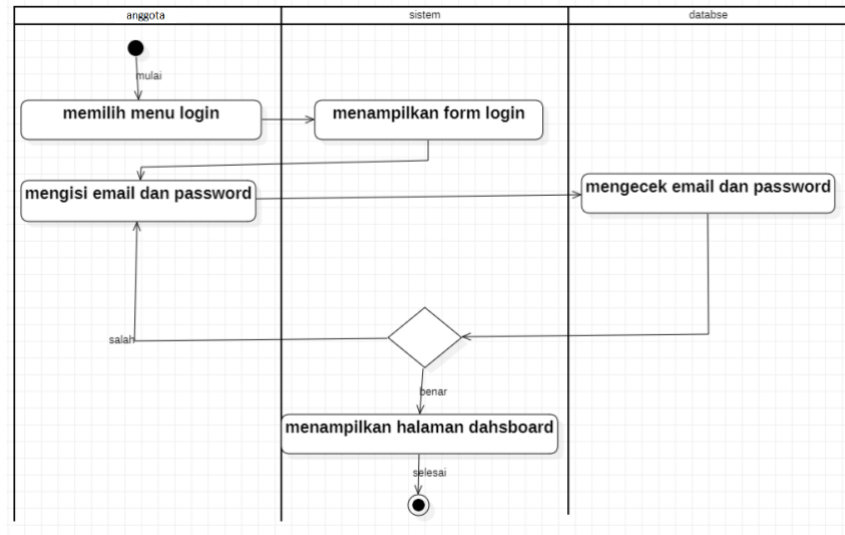 anggota
sistem
databse
mulai
memilih menu login
menampilkan form login
mengisi email dan password
mengecek email dan password
salah
benar
menampilkan halaman dahsboard
selesai